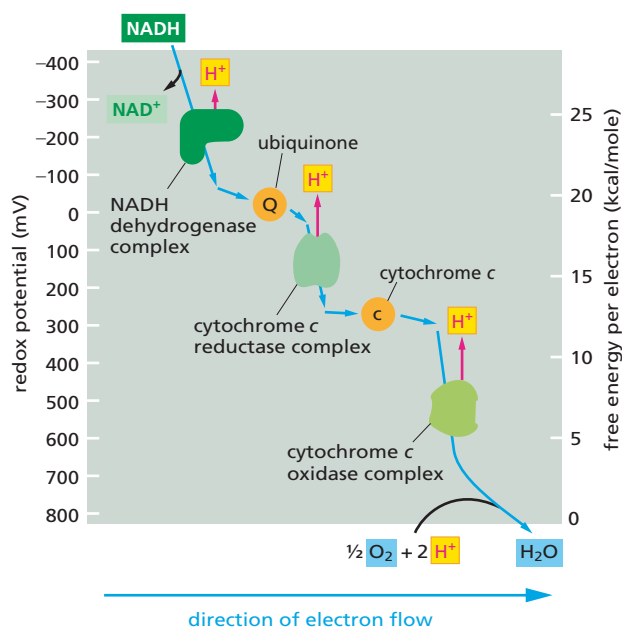 NADH
–400
–300
–200
–100
0
100
200
300
400
500
600
700
800
redox potential (mV)
H+
NAD+
NADH
dehydrogenase
complex
ubiquinone
Q
H+
cytochrome c
reductase complex
cytochrome c
c
H+
cytochrome c
oxidase complex
25
20
15
10
5
0
free energy per electron (kcal/mole)
½ O2 + 2 H+
H2O
direction of electron flow